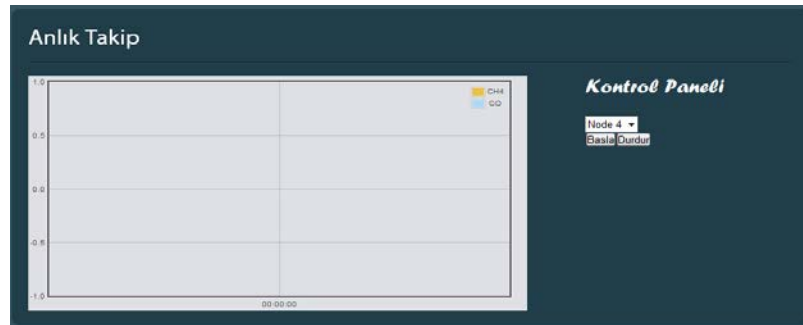 Anlık Takip
1.0
0.5
0.0
-0.5
-1.0
00:00:00
CH4
CO
Kontrol Paneli
Node 4
Basla Durdur